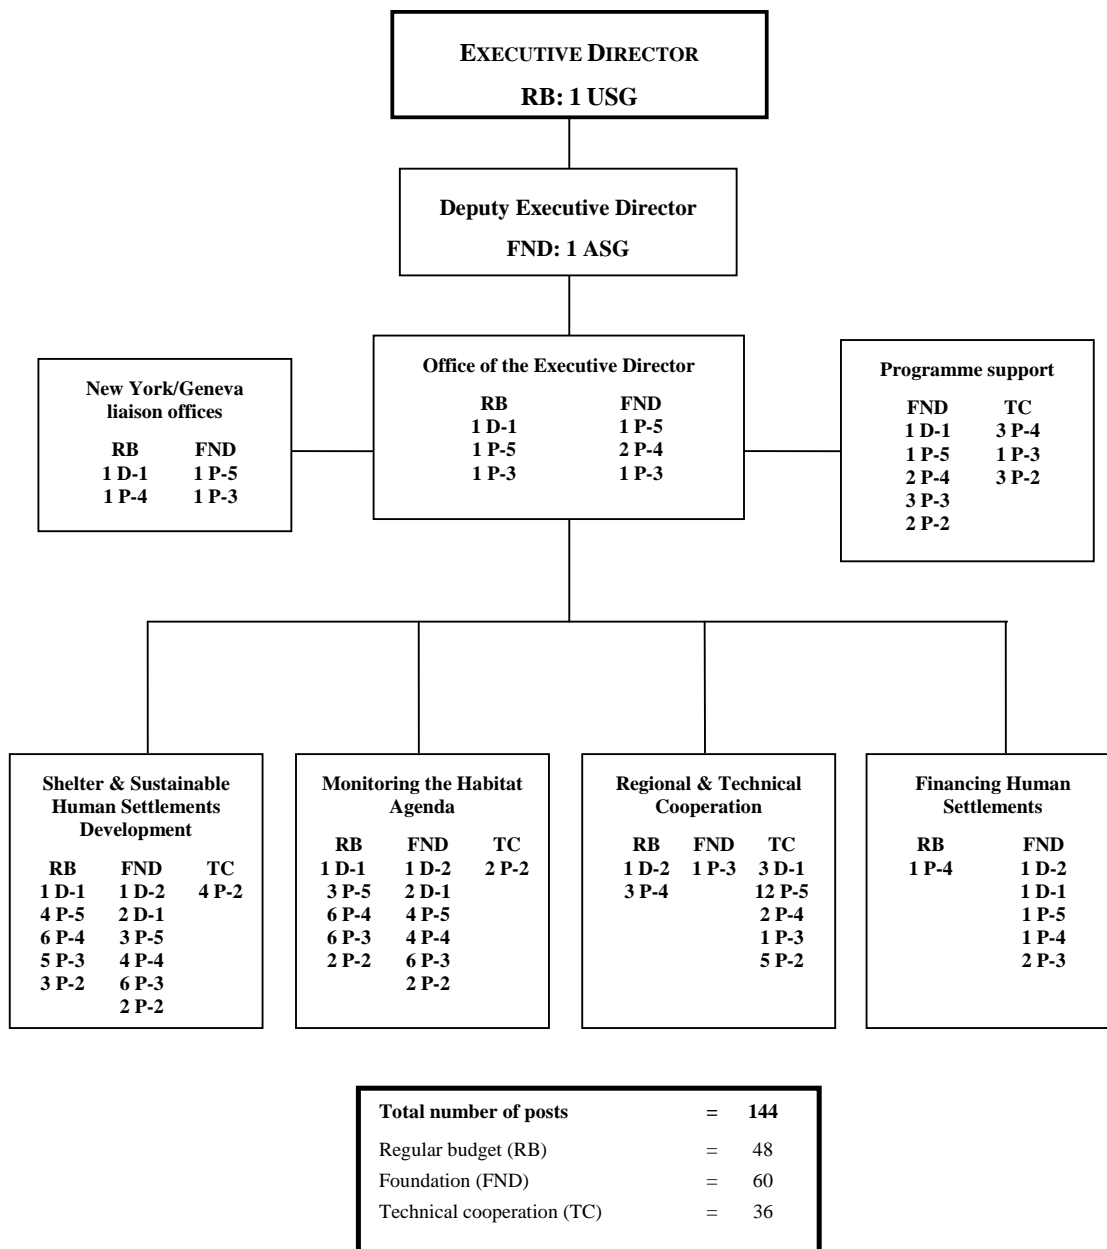 EXECUTIVE DIRECTOR
RB: 1 USG
Deputy Executive Director
FND: 1 ASG
New York/Geneva
liaison offices
RB FND
1 D-1 1 P-5
1 P-4 1 P-3
Office of the Executive Director
RB FND
1 D-1 1 P-5
1 P-5 2 P-4
1 P-3 1 P-3
Programme support
FND TC
1 D-1 3 P-4
1 P-5 1 P-3
2 P-4 3 P-2
3 P-3
2 P-2
Shelter & Sustainable
Human Settlements
Development
RB FND TC
1 D-1 1 D-2 4 P-2
4 P-5 2 D-1
6 P-4 3 P-5
5 P-3 4 P-4
3 P-2 6 P-3
2 P-2
Monitoring the Habitat
Agenda
RB FND TC
1 D-1 1 D-2 2 P-2
3 P-5 2 D-1
6 P-4 4 P-5
6 P-3 4 P-4
2 P-2 6 P-3
2 P-2
Regional & Technical
Cooperation
RB FND TC
1 D-2 1 P-3 3 D-1
3 P-4 12 P-5
2 P-4
1 P-3
5 P-2
Financing Human
Settlements
RB FND
1 P-4 1 D-2
1 D-1
1 P-5
1 P-4
2 P-3
Total number of posts = 144
Regular budget (RB) = 48
Foundation (FND) = 60
Technical cooperation (TC) = 36